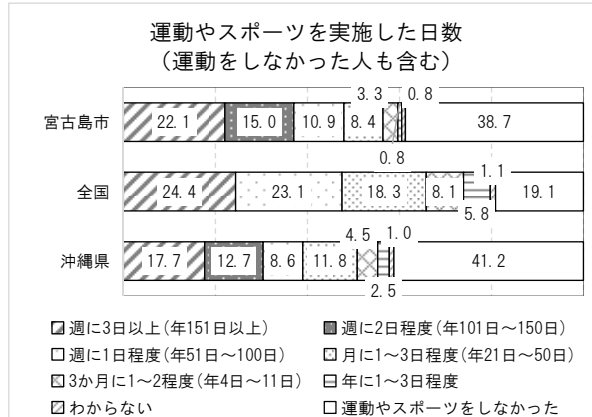 運動やスポーツを実施した日数
(運動をしなかった人も含む)
3.3 0.8
宮古島市 22.1 15.0 10.9 8.4 38.7
0.8 1.1
全国 24.4 23.1 18.3 8.1 19.1
5.8
4.5 1.0
沖縄県 17.7 12.7 8.6 11.8 41.2
2.5
週に3日以上(年151日以上) 週に2日程度(年101日～150日)
週に1日程度(年51日～100日) 月に1～3日程度(年21日～50日)
3か月に1～2程度(年4日～11日) 年に1～3日程度
わからない 運動やスポーツをしなかった